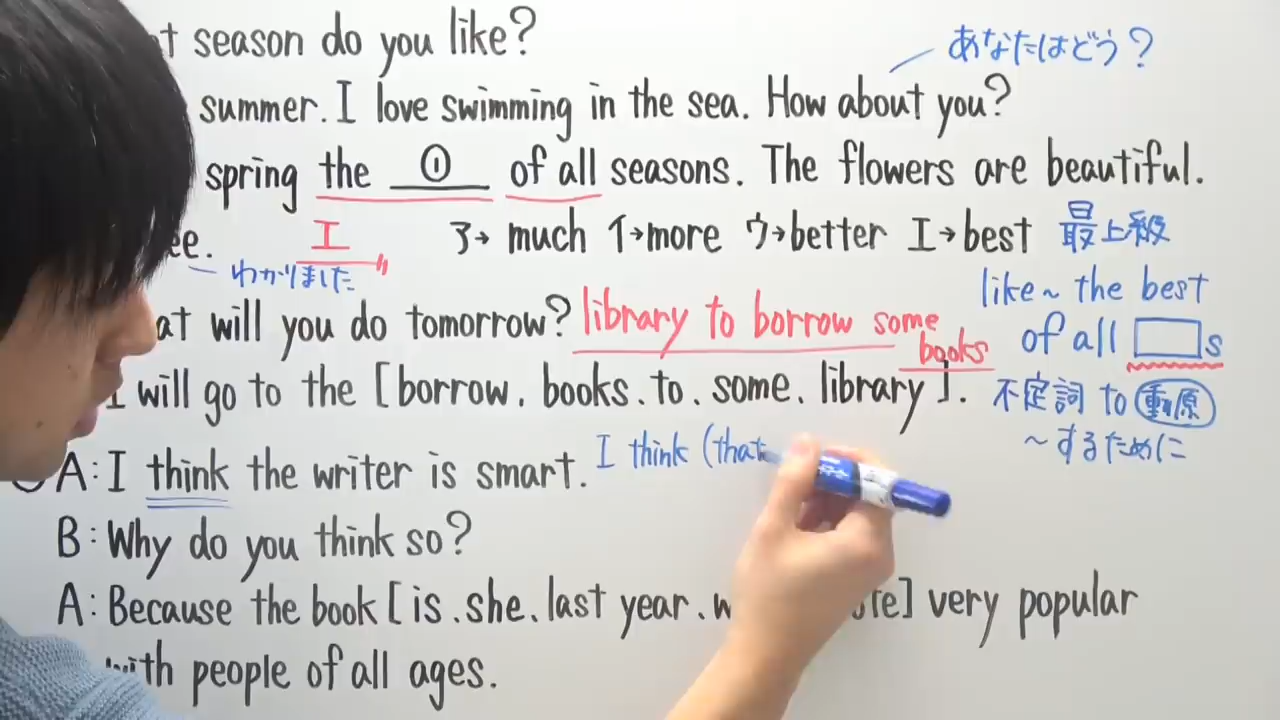 season do you like?
あなたはどう?
summer. I love swimming in the sea. How about you?
spring the ① of all seasons. The flowers are beautiful.
エ ア→ much イ→more ウ→better エ→best 最上級
わかりました
like~ the best
will you do tomorrow? library to borrow some books
of all □s
I will go to the [borrow. books. to. some. library].
不定詞 to 動原
~するために
A: I think the writer is smart. I think (that
B: Why do you think so?
A: Because the book [is. she. last year. very popular
with people of all ages.